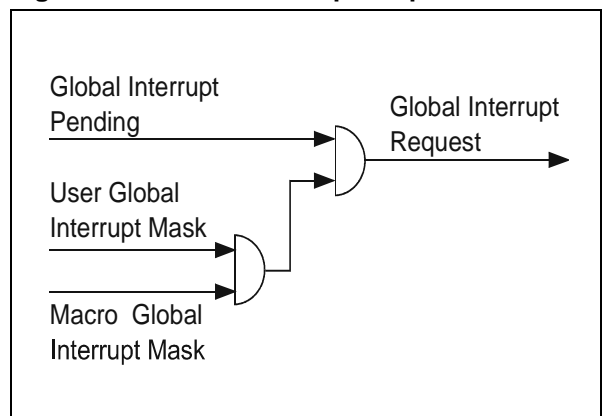 Global Interrupt
Pending
Global Interrupt
Request
User Global
Interrupt Mask
Macro Global
Interrupt Mask